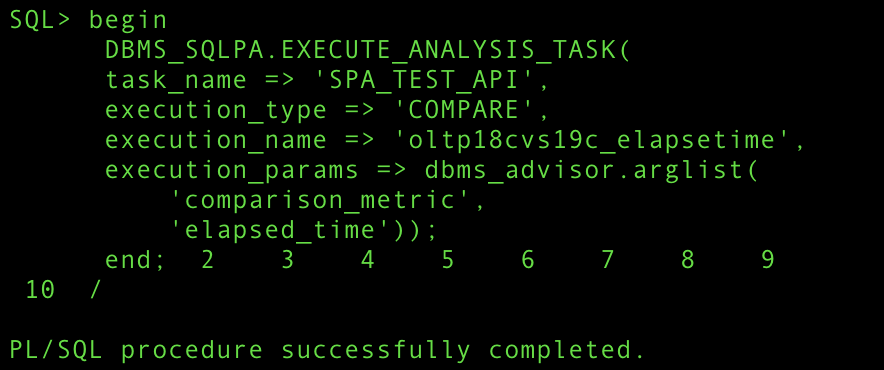 SQL> begin
DBMS_SQLPA.EXECUTE_ANALYSIS_TASK(
task_name => 'SPA_TEST_API',
execution_type => 'COMPARE',
execution_name => 'oltp18cvs19c_elapsetime',
execution_params => dbms_advisor.arglist(
'comparison_metric',
'elapsed_time'));
end;  2    3    4    5    6    7    8    9
10  /
PL/SQL procedure successfully completed.